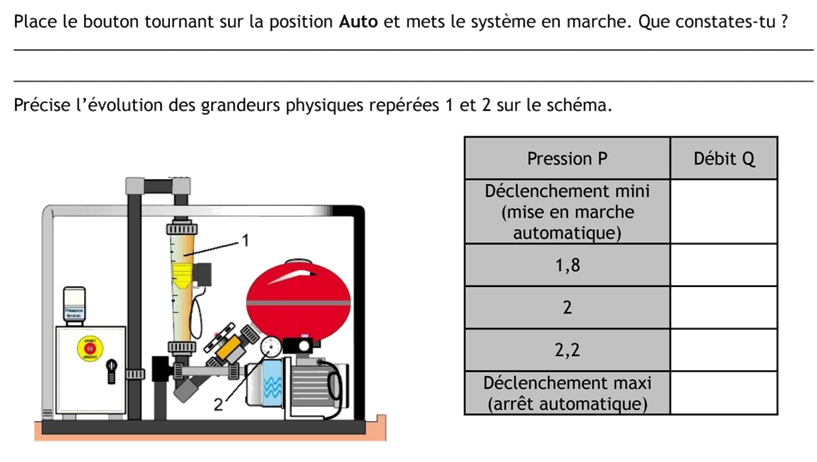 Place le bouton tournant sur la position Auto et mets le système en marche. Que constates-tu ?
Précise l’évolution des grandeurs physiques repérées 1 et 2 sur le schéma.
Pression P
Débit Q
Déclenchement mini
(mise en marche
automatique)
1,8
2
2,2
Déclenchement maxi
(arrêt automatique)
1
2
Présence
tension